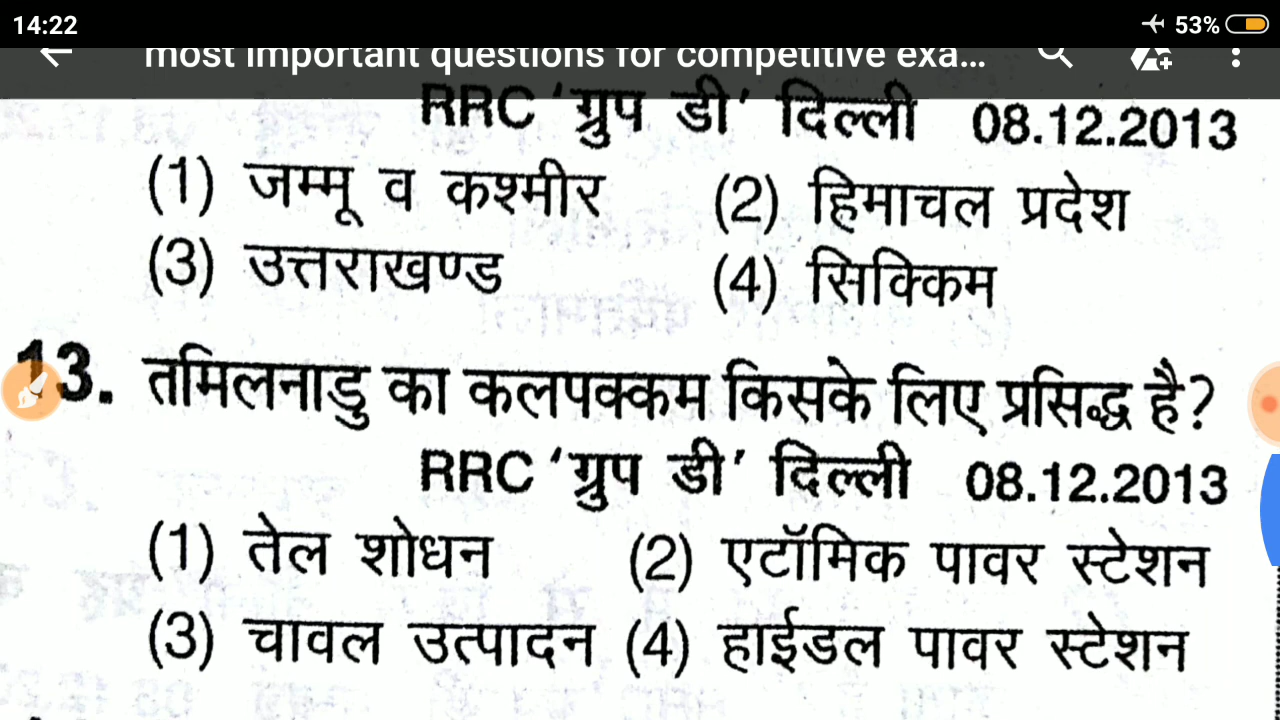 14:22 53%
most important questions for competitive exa...
RRC ‘ग्रुप डी’ दिल्ली 08.12.2013
(1) जम्मू व कश्मीर (2) हिमाचल प्रदेश
(3) उत्तराखण्ड (4) सिक्किम
13. तमिलनाडु का कलपक्कम किसके लिए प्रसिद्ध है?
RRC ‘ग्रुप डी’ दिल्ली 08.12.2013
(1) तेल शोधन (2) एटॉमिक पावर स्टेशन
(3) चावल उत्पादन (4) हाईडल पावर स्टेशन